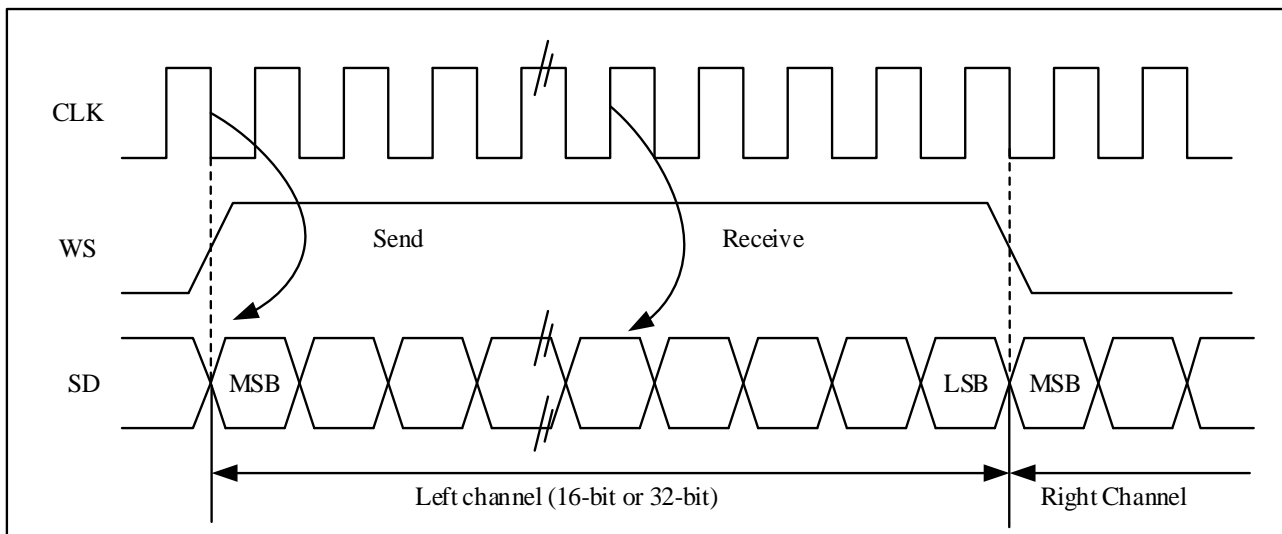 CLK
WS
Send
Receive
SD
MSB
LSB
MSB
Left channel (16-bit or 32-bit)
Right Channel